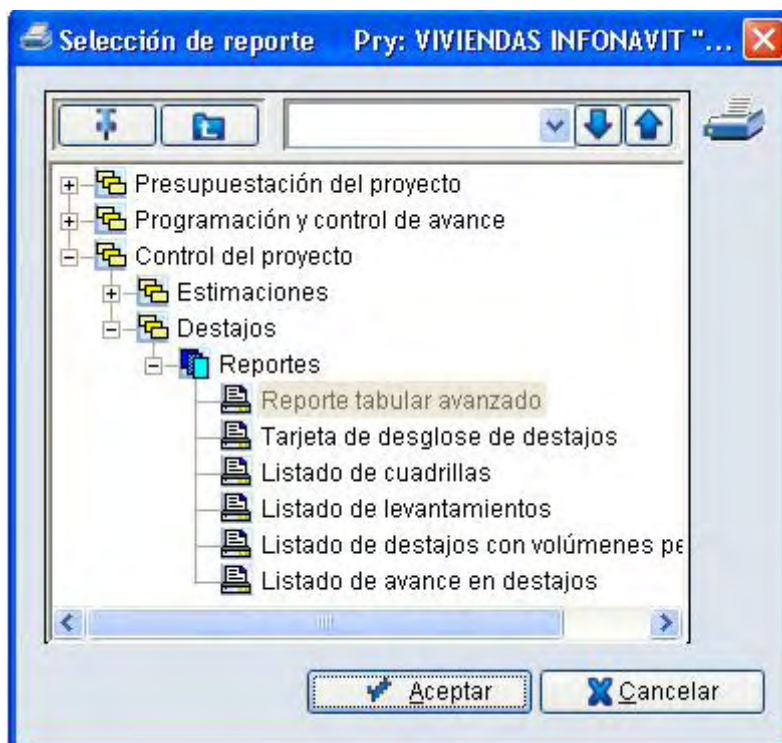 Selección de reporte Pry: VIVIENDAS INFONAVIT "...
Presupuestación del proyecto
Programación y control de avance
Control del proyecto
Estimaciones
Destajos
Reportes
Reporte tabular avanzado
Tarjeta de desglose de destajos
Listado de cuadrillas
Listado de levantamientos
Listado de destajos con volúmenes pe
Listado de avance en destajos
Aceptar Cancelar